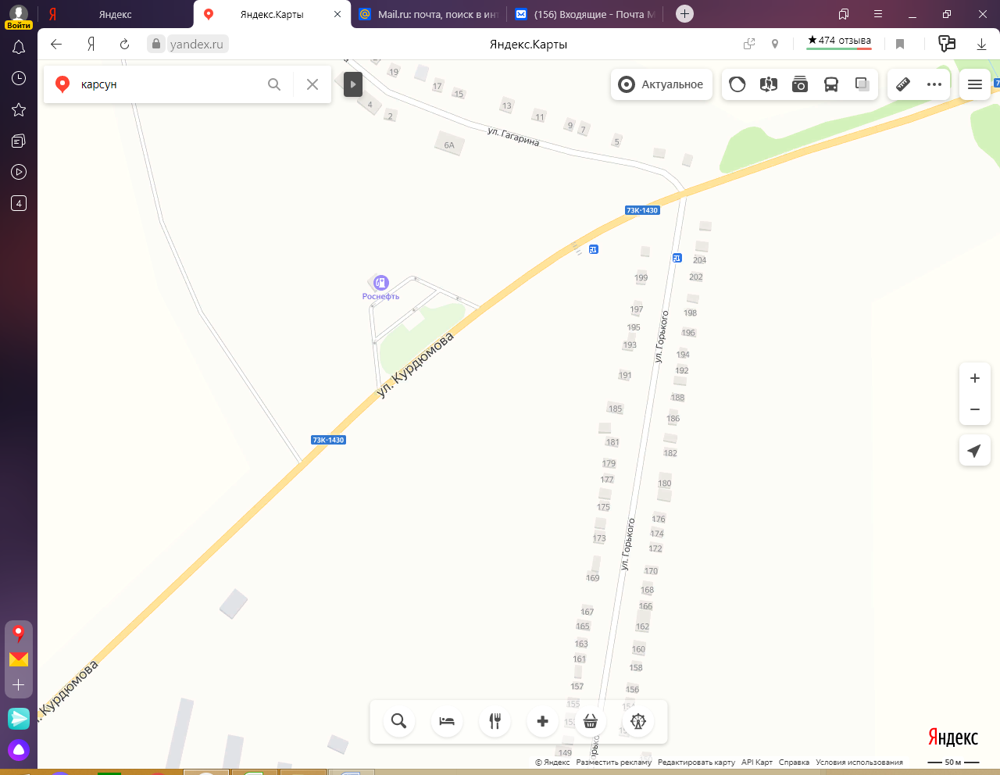 Войти
Яндекс
Яндекс.Карты
Mail.ru: почта, поиск в инт
(156) Входящие - Почта M
yandex.ru
Яндекс.Карты
★474 отзыва
4
карсун
Актуальное
19
17
15
13
11
9
7
5
4
2
6А
ул. Гагарина
73К-1430
204
202
199
198
197
196
195
193
194
192
191
188
185
186
181
182
179
177
180
175
176
173
174
172
169
170
168
167
166
165
162
163
160
161
158
157
156
155
149
ул. Горького
ул. Горького
Роснефть
ул. Курдюмова
73К-1430
Курдюмова
Яндекс
© Яндекс
Разместить рекламу
Редактировать карту
API Карт
Справка
Условия использования
50 м